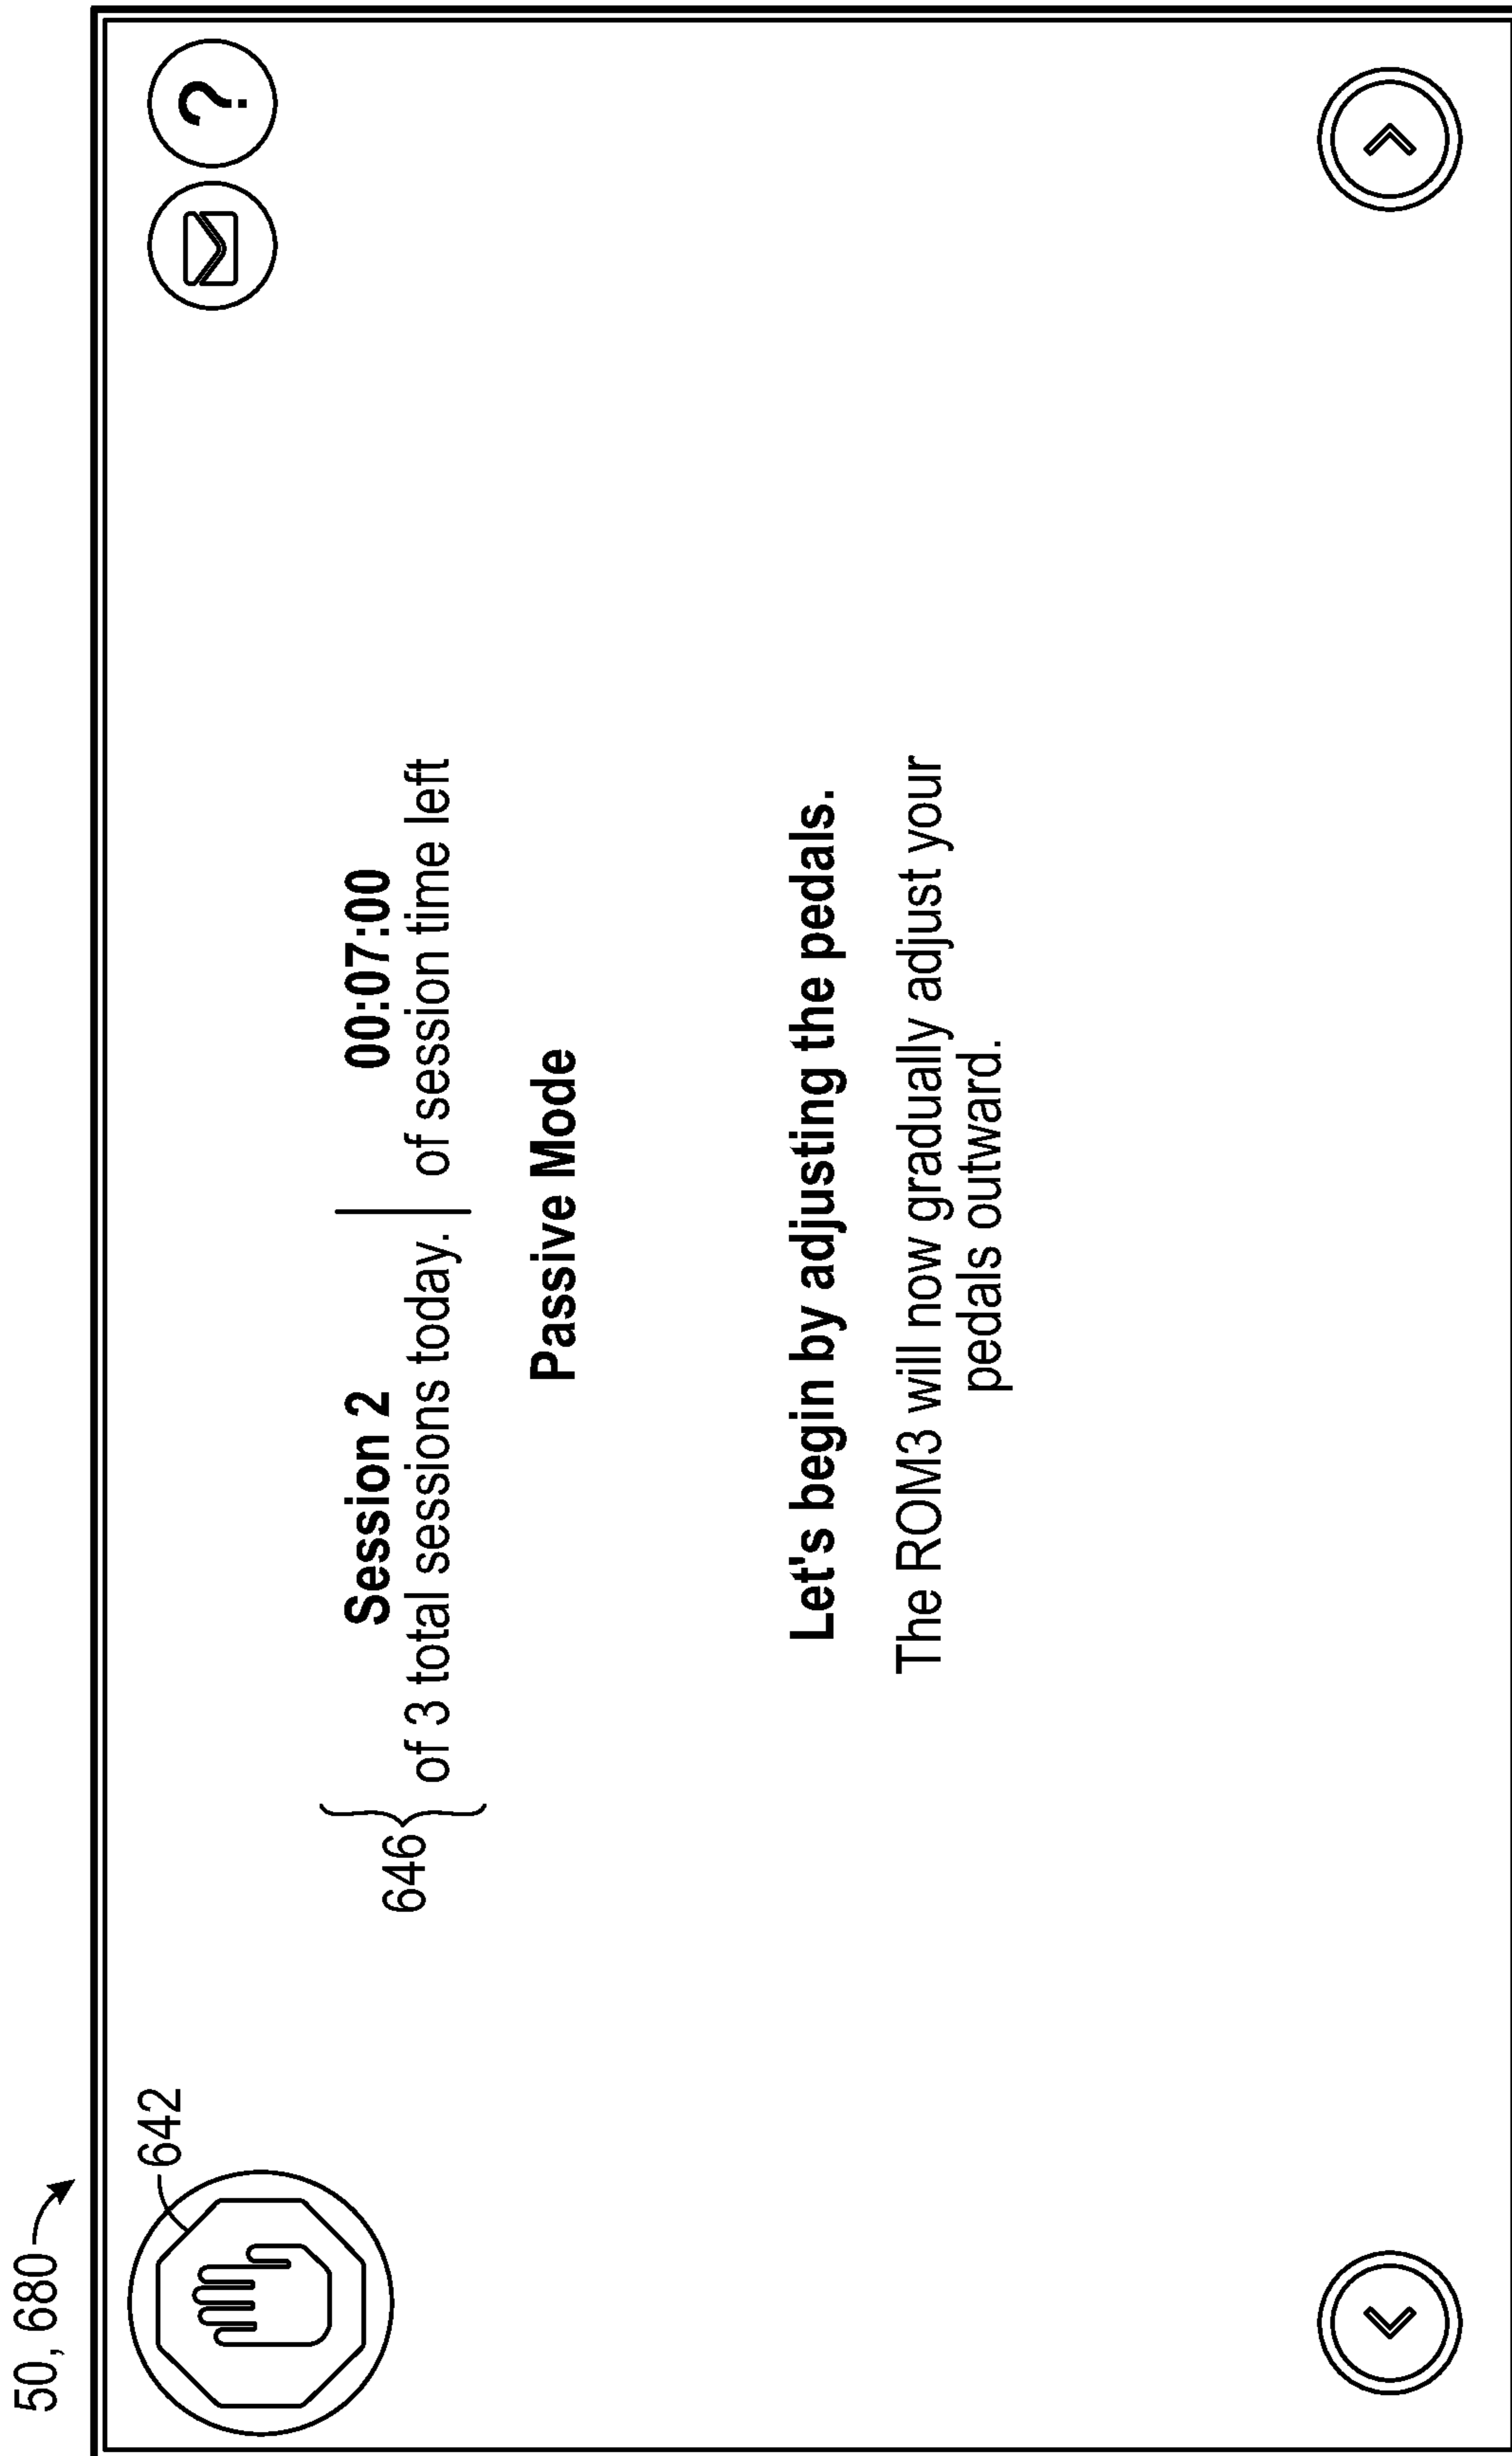 50, 680
642
?
Session 2 00:07:00
646 of 3 total sessions today. of session time left
Passive Mode
Let's begin by adjusting the pedals.
The ROM3 will now gradually adjust your
pedals outward.